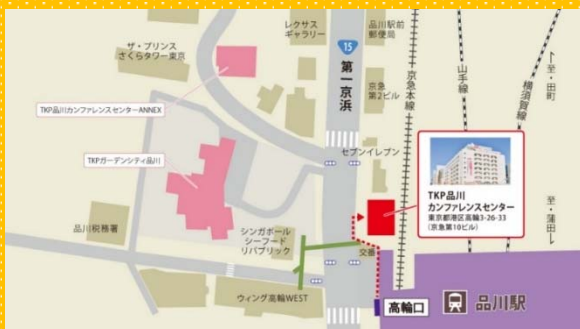 レクサス
ギャラリー
品川駅前
郵便局
ザ・プリンス
さくらタワー東京
15
第一京浜
京急
第2ビル
京急本線
山手線
横須賀線
至・田町
TKP品川カンファレンスセンターANNEX
TKPガーデンシティ品川
セブンイレブン
TKP品川
カンファレンスセンター
東京都港区高輪3-26-33
(京急第10ビル)
至・蒲田
品川税務署
シンガポール
シーフード
リパブリック
交番
ウィング高輪WEST
高輪口
品川駅